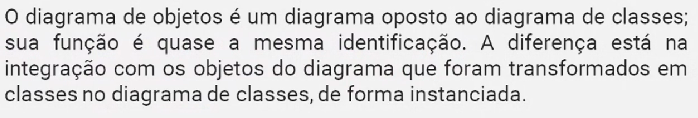 O diagrama de objetos é um diagrama oposto ao diagrama de classes;
sua função é quase a mesma identificação. A diferença está na
integração com os objetos do diagrama que foram transformados em
classes no diagrama de classes, de forma instanciada.